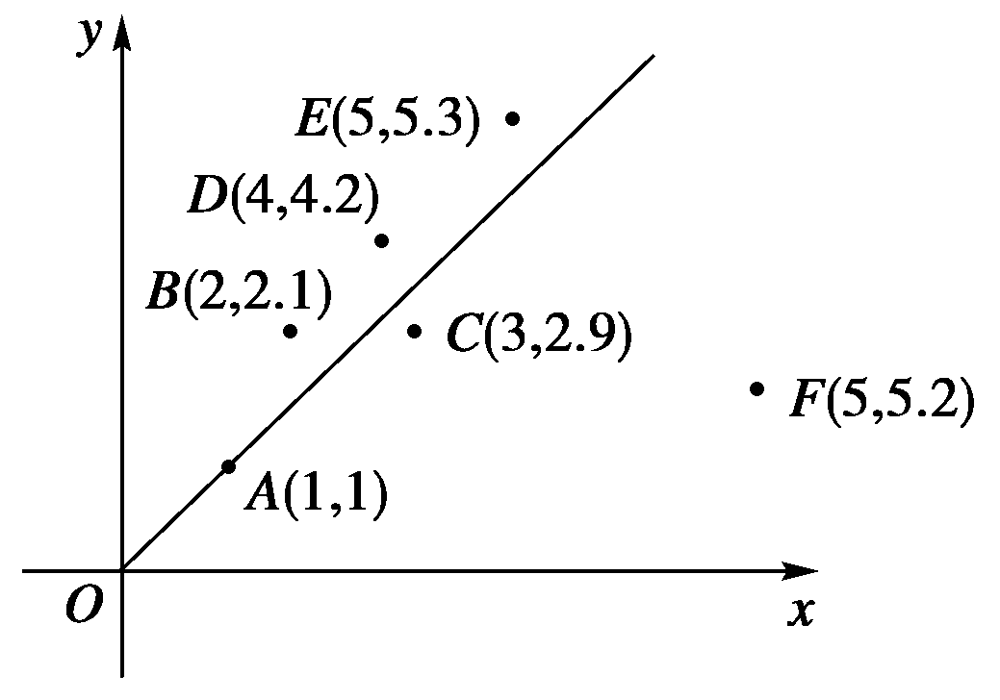 y
E(5,5.3)
D(4,4.2)
B(2,2.1)
C(3,2.9)
F(5,5.2)
A(1,1)
O
x